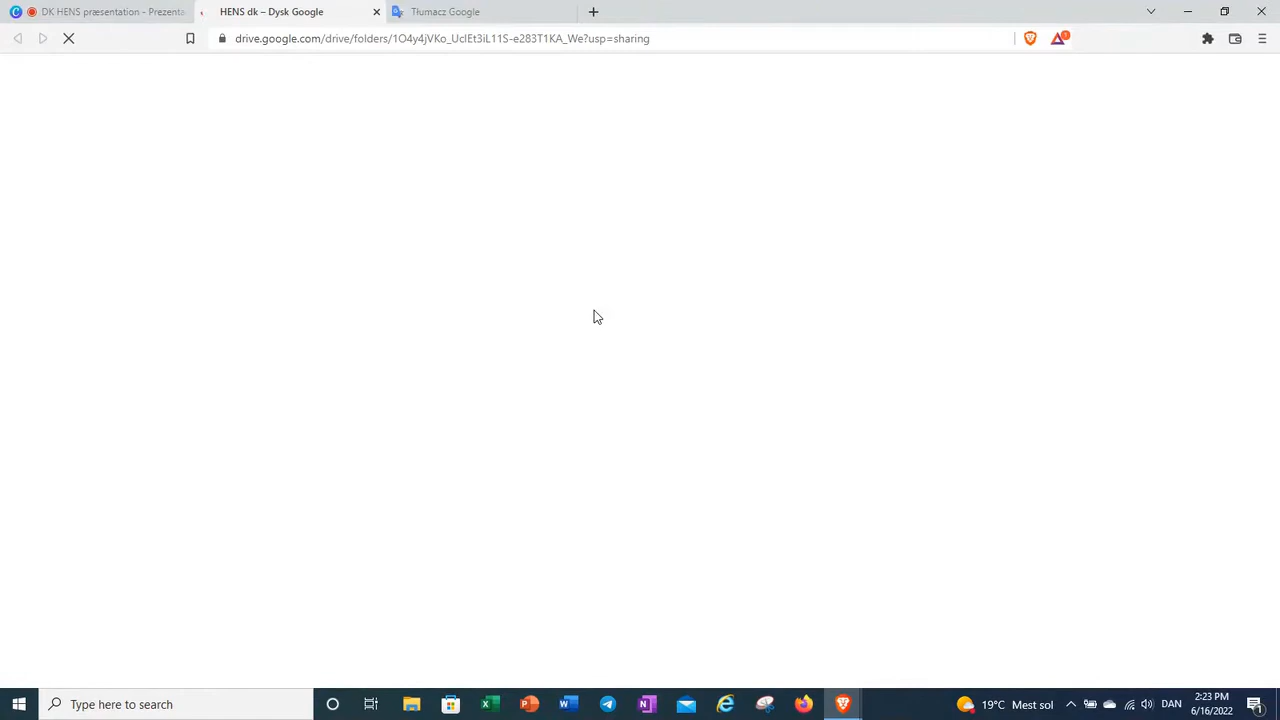 DK HENS præsentation - Prezenta
HENS dk – Dysk Google
Tłumacz Google
drive.google.com/drive/folders/1O4y4jVKo_UcIEt3iL11S-e283T1KA_We?usp=sharing
Type here to search
19°C Mest sol
DAN
2:23 PM
6/16/2022